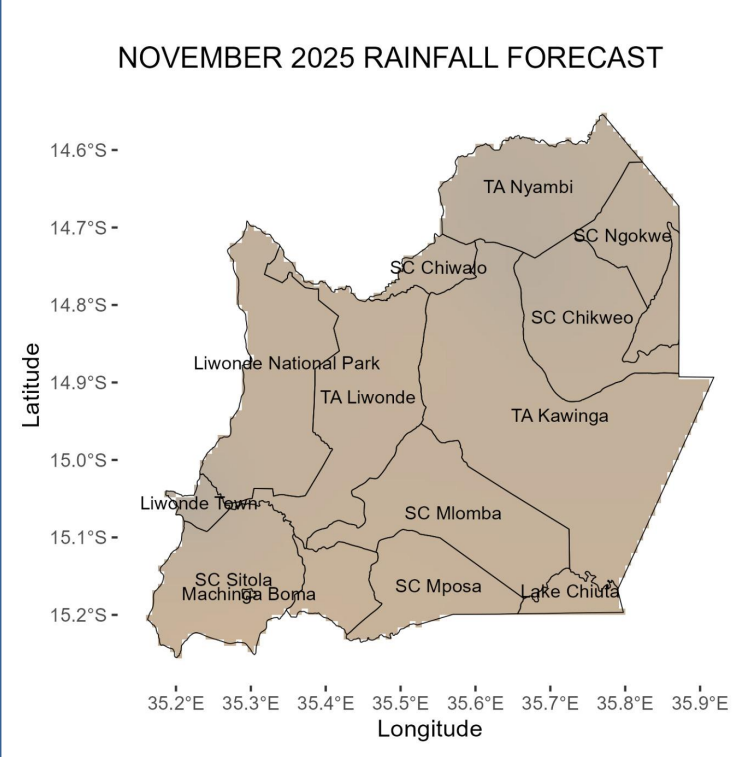 NOVEMBER 2025 RAINFALL FORECAST
14.6°S
14.7°S
14.8°S
14.9°S
15.0°S
15.1°S
15.2°S
Latitude
TA Nyambi
SC Ngokwe
SC Chiwalo
SC Chikweo
Liwonde National Park
TA Liwonde
TA Kawinga
Liwonde Town
SC Mlomba
SC Sitola
Machinga Boma
SC Mposa
Lake Chiuta
35.2°E
35.3°E
35.4°E
35.5°E
35.6°E
35.7°E
35.8°E
35.9°E
Longitude